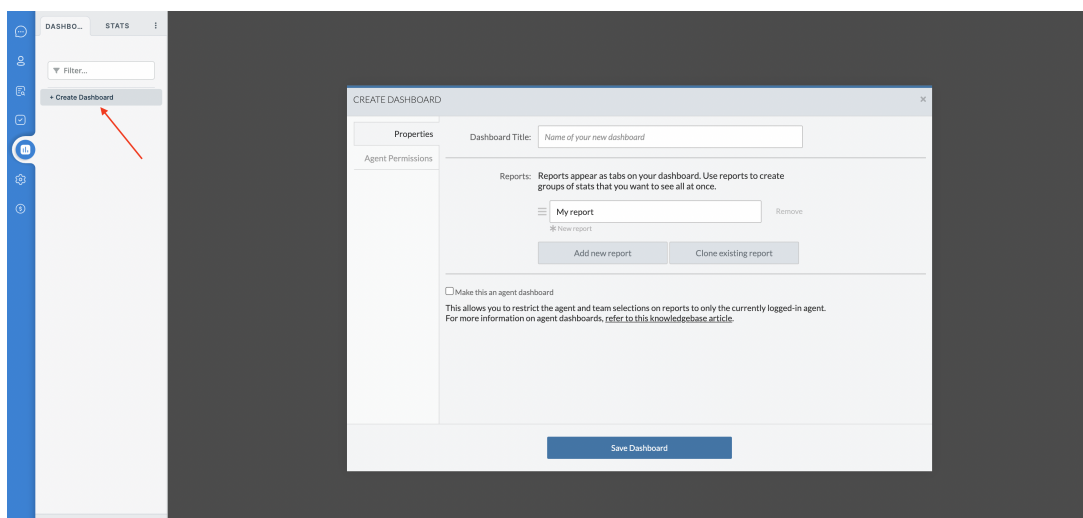 DASHBO...
STATS
Filter...
+ Create Dashboard
CREATE DASHBOARD
×
Properties
Agent Permissions
Dashboard Title:
Name of your new dashboard
Reports:
Reports appear as tabs on your dashboard. Use reports to create
groups of stats that you want to see all at once.
My report
Remove
✱ New report
Add new report
Clone existing report
Make this an agent dashboard
This allows you to restrict the agent and team selections on reports to only the currently logged-in agent.
For more information on agent dashboards, refer to this knowledgebase article.
Save Dashboard